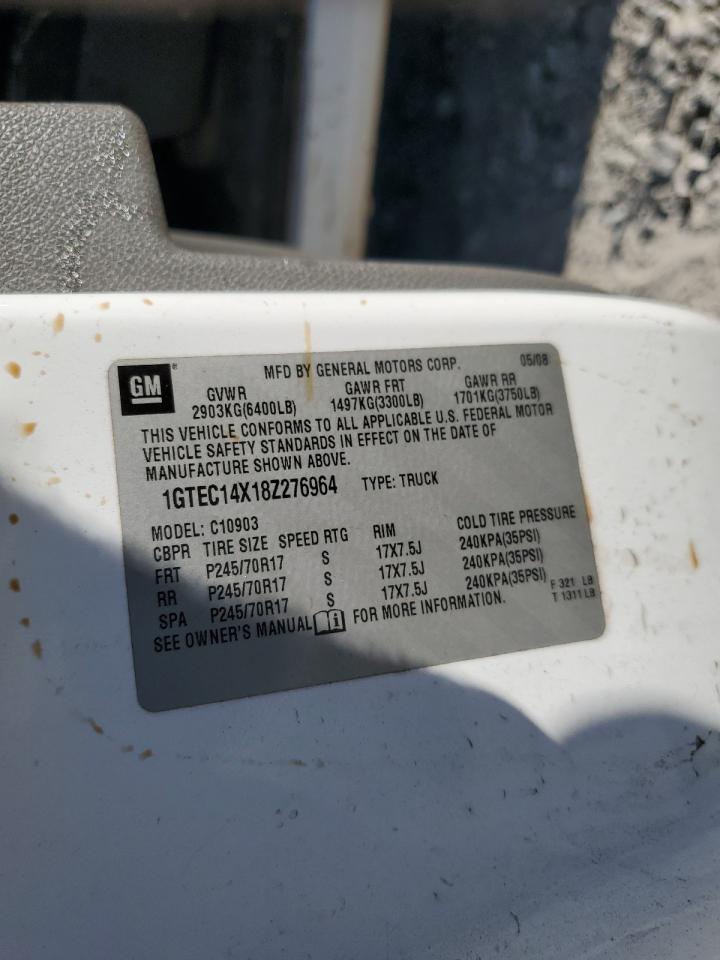 GM
MFD BY GENERAL MOTORS CORP. 05/08
GVWR GAWR FRT GAWR RR
2903KG(6400LB) 1497KG(3300LB) 1701KG(3750LB)
THIS VEHICLE CONFORMS TO ALL APPLICABLE U.S. FEDERAL MOTOR
VEHICLE SAFETY STANDARDS IN EFFECT ON THE DATE OF
MANUFACTURE SHOWN ABOVE.
1GTEC14X18Z276964 TYPE: TRUCK
MODEL: C10903
CBPR TIRE SIZE SPEED RTG RIM COLD TIRE PRESSURE
FRT P245/70R17 S 17X7.5J 240KPA(35PSI)
RR P245/70R17 S 17X7.5J 240KPA(35PSI)
SPA P245/70R17 S 17X7.5J 240KPA(35PSI)
SEE OWNER'S MANUAL FOR MORE INFORMATION.
F 321 LB
T 1311 LB